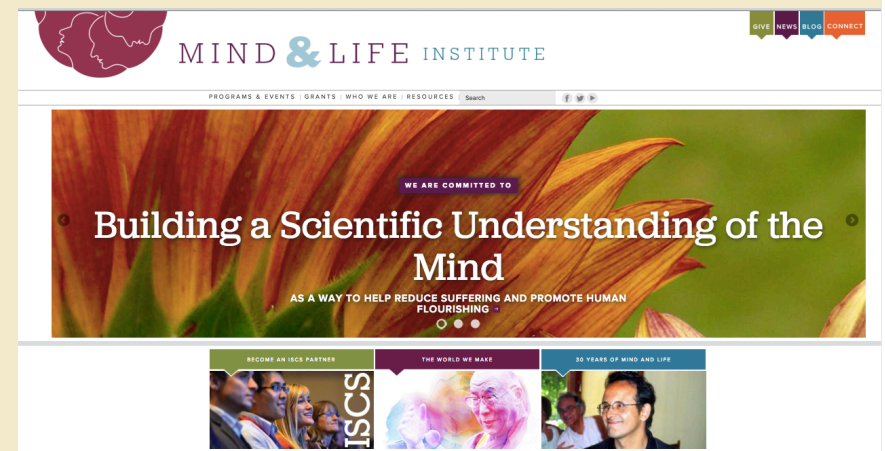 GIVE NEWS BLOG CONNECT
MIND & LIFE INSTITUTE
PROGRAMS & EVENTS | GRANTS | WHO WE ARE | RESOURCES | Search
WE ARE COMMITTED TO
Building a Scientific Understanding of the
Mind
AS A WAY TO HELP REDUCE SUFFERING AND PROMOTE HUMAN
FLOURISHING
BECOME AN ISCS PARTNER
THE WORLD WE MAKE
30 YEARS OF MIND AND LIFE
ISCS